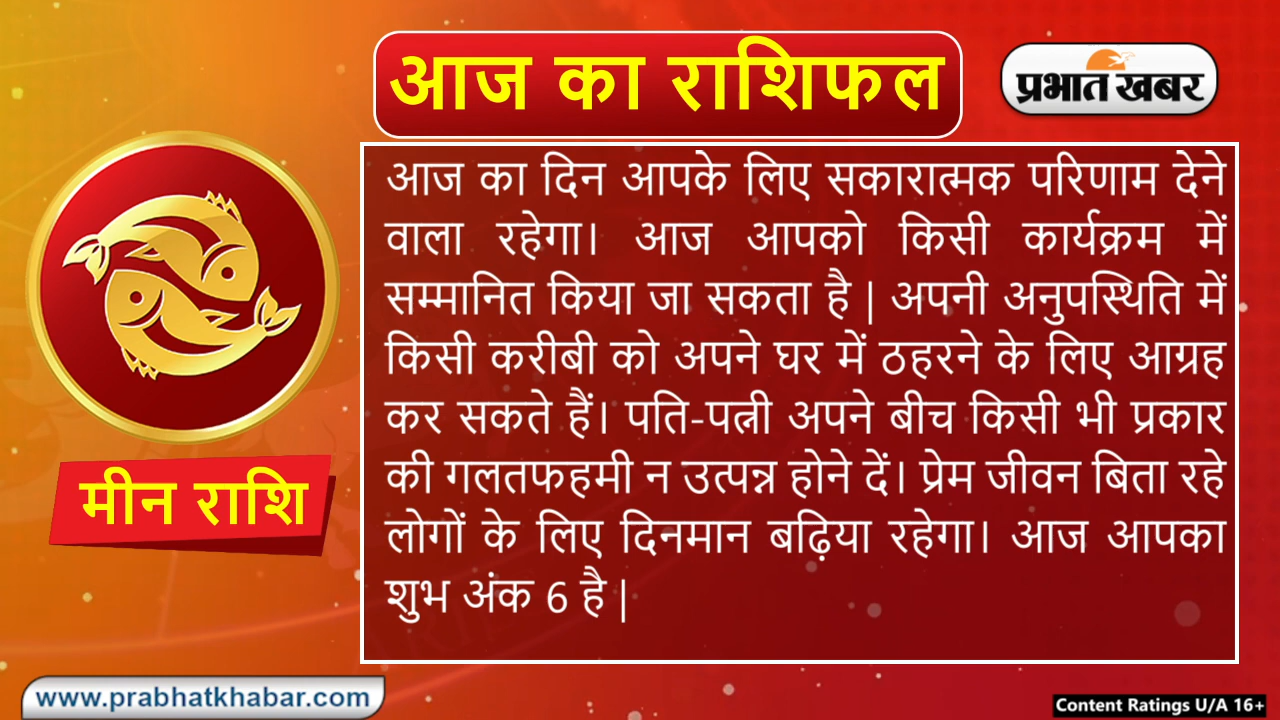 आज का राशिफल
प्रभात खबर
आज का दिन आपके लिए सकारात्मक परिणाम देने
वाला रहेगा। आज आपको किसी कार्यक्रम में
सम्मानित किया जा सकता है | अपनी अनुपस्थिति में
किसी करीबी को अपने घर में ठहरने के लिए आग्रह
कर सकते हैं। पति-पत्नी अपने बीच किसी भी प्रकार
की गलतफहमी न उत्पन्न होने दें। प्रेम जीवन बिता रहे
लोगों के लिए दिनमान बढ़िया रहेगा। आज आपका
शुभ अंक 6 है |
मीन राशि
www.prabhatkhabar.com
Content Ratings U/A 16+